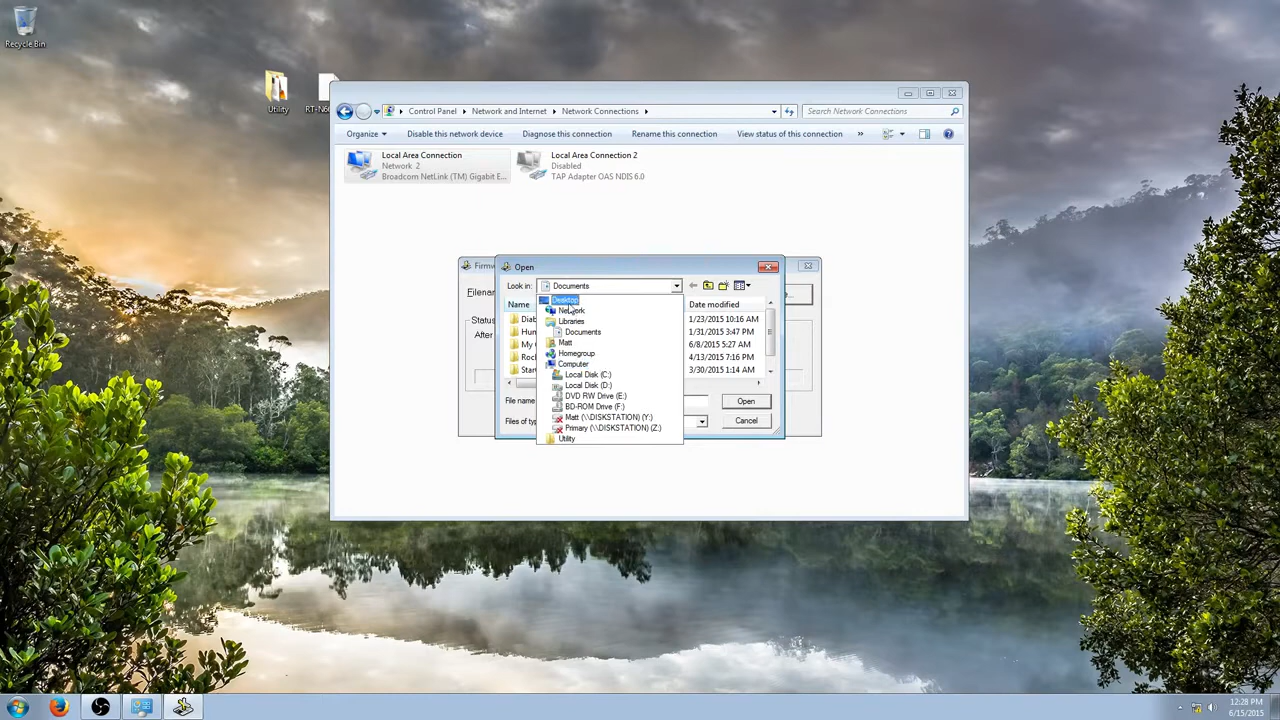 Recycle Bin
Utility
RT-N6
Control Panel
Network and Internet
Network Connections
Search Network Connections
Organize
Disable this network device
Diagnose this connection
Rename this connection
View status of this connection
»
Local Area Connection
Network 2
Broadcom NetLink (TM) Gigabit E...
Local Area Connection 2
Disabled
TAP Adapter OAS NDIS 6.0
Firmw
Open
Look in:
Documents
Filenam
Name
Date modified
Desktop
Network
Libraries
Documents
Matt
Homegroup
Computer
Local Disk (C:)
Local Disk (D:)
DVD RW Drive (E:)
BD-ROM Drive (F:)
Matt (\\DISKSTATION) (Y:)
Primary (\\DISKSTATION) (Z:)
Utility
Status
After
Diab
1/23/2015 10:16 AM
Hun
1/31/2015 3:47 PM
My
6/8/2015 5:27 AM
Rock
4/13/2015 7:16 PM
Star
3/30/2015 1:14 AM
File name
Open
Files of typ
Cancel
12:28 PM
6/15/2015